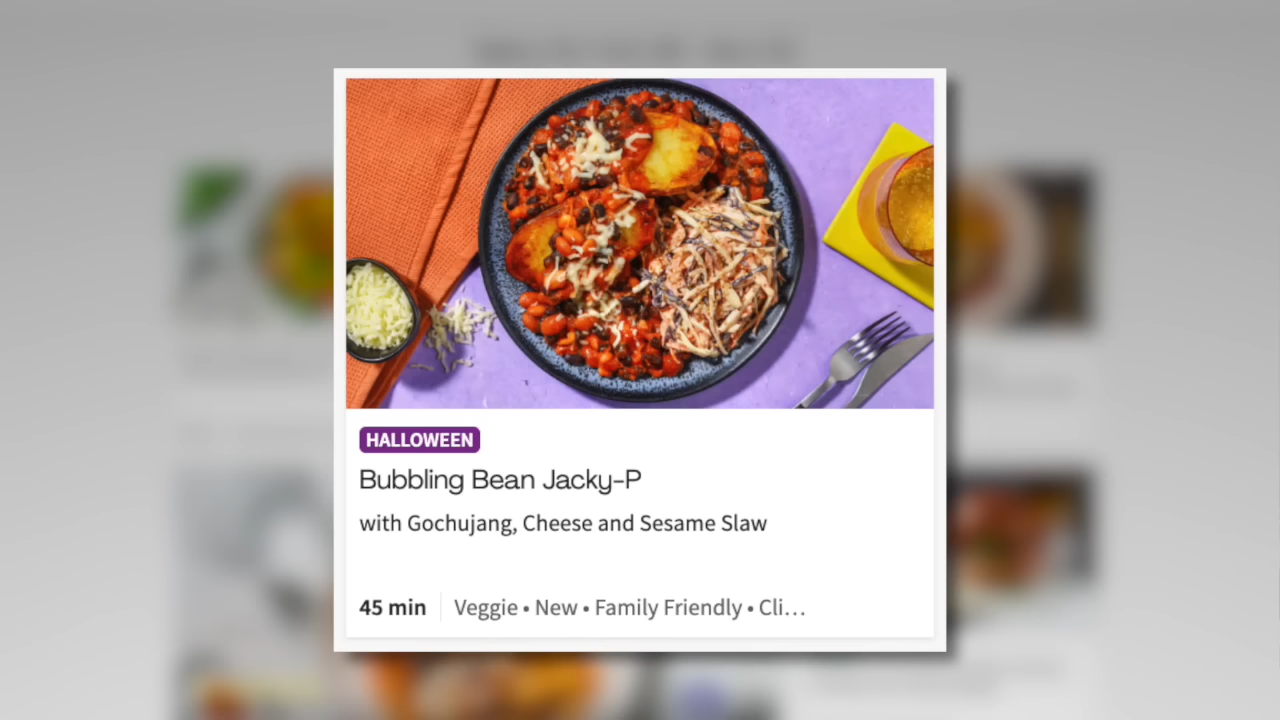 HALLOWEEN
Bubbling Bean Jacky-P
with Gochujang, Cheese and Sesame Slaw
45 min Veggie • New • Family Friendly • Cli...